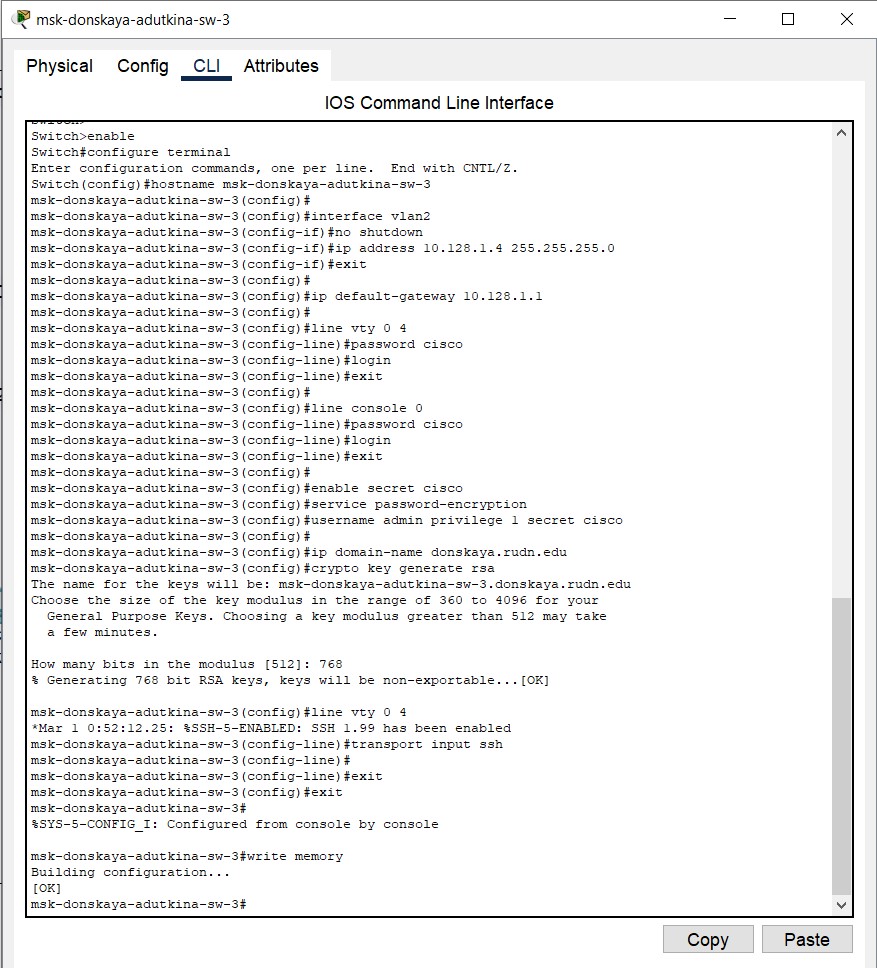 msk-donskaya-adutkina-sw-3
Physical Config CLI Attributes
IOS Command Line Interface
Switch>enable
Switch#configure terminal
Enter configuration commands, one per line.  End with CNTL/Z.
Switch(config)#hostname msk-donskaya-adutkina-sw-3
msk-donskaya-adutkina-sw-3(config)#
msk-donskaya-adutkina-sw-3(config)#interface vlan2
msk-donskaya-adutkina-sw-3(config-if)#no shutdown
msk-donskaya-adutkina-sw-3(config-if)#ip address 10.128.1.4 255.255.255.0
msk-donskaya-adutkina-sw-3(config-if)#exit
msk-donskaya-adutkina-sw-3(config)#
msk-donskaya-adutkina-sw-3(config)#ip default-gateway 10.128.1.1
msk-donskaya-adutkina-sw-3(config)#
msk-donskaya-adutkina-sw-3(config)#line vty 0 4
msk-donskaya-adutkina-sw-3(config-line)#password cisco
msk-donskaya-adutkina-sw-3(config-line)#login
msk-donskaya-adutkina-sw-3(config-line)#exit
msk-donskaya-adutkina-sw-3(config)#
msk-donskaya-adutkina-sw-3(config)#line console 0
msk-donskaya-adutkina-sw-3(config-line)#password cisco
msk-donskaya-adutkina-sw-3(config-line)#login
msk-donskaya-adutkina-sw-3(config-line)#exit
msk-donskaya-adutkina-sw-3(config)#
msk-donskaya-adutkina-sw-3(config)#enable secret cisco
msk-donskaya-adutkina-sw-3(config)#service password-encryption
msk-donskaya-adutkina-sw-3(config)#username admin privilege 1 secret cisco
msk-donskaya-adutkina-sw-3(config)#
msk-donskaya-adutkina-sw-3(config)#ip domain-name donskaya.rudn.edu
msk-donskaya-adutkina-sw-3(config)#crypto key generate rsa
The name for the keys will be: msk-donskaya-adutkina-sw-3.donskaya.rudn.edu
Choose the size of the key modulus in the range of 360 to 4096 for your
  General Purpose Keys. Choosing a key modulus greater than 512 may take
  a few minutes.
How many bits in the modulus [512]: 768
% Generating 768 bit RSA keys, keys will be non-exportable...[OK]
msk-donskaya-adutkina-sw-3(config)#line vty 0 4
*Mar 1 0:52:12.25: %SSH-5-ENABLED: SSH 1.99 has been enabled
msk-donskaya-adutkina-sw-3(config-line)#transport input ssh
msk-donskaya-adutkina-sw-3(config-line)#
msk-donskaya-adutkina-sw-3(config-line)#exit
msk-donskaya-adutkina-sw-3(config)#exit
msk-donskaya-adutkina-sw-3#
%SYS-5-CONFIG_I: Configured from console by console
msk-donskaya-adutkina-sw-3#write memory
Building configuration...
[OK]
msk-donskaya-adutkina-sw-3#
Copy Paste